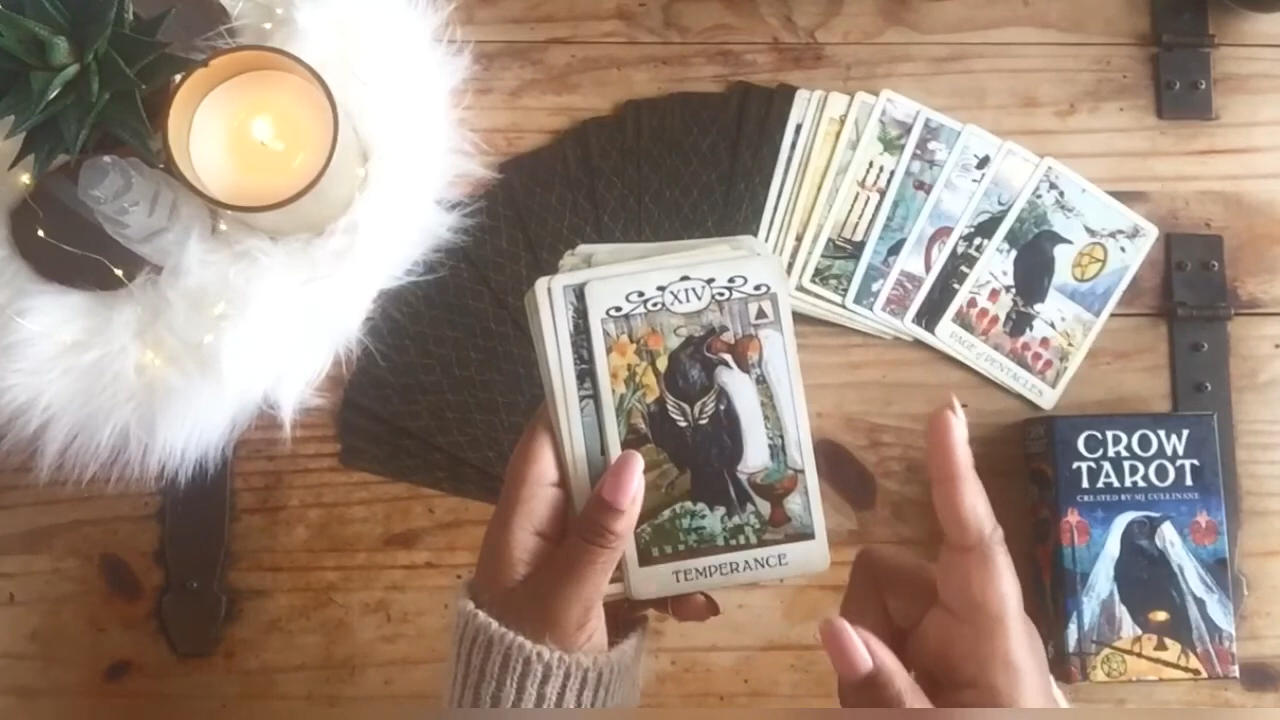 XIV
TEMPERANCE
PAGE of PENTACLES
CROW
TAROT
CREATED BY MJ CULLINANE